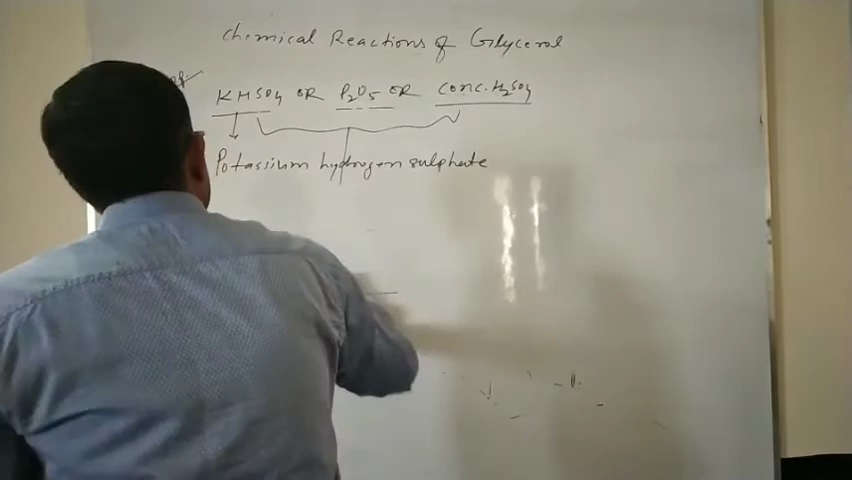 Chemical Reactions of Glycerol
KHSO4 OR P2O5 OR Conc. H2SO4
Potassium hydrogen sulphate